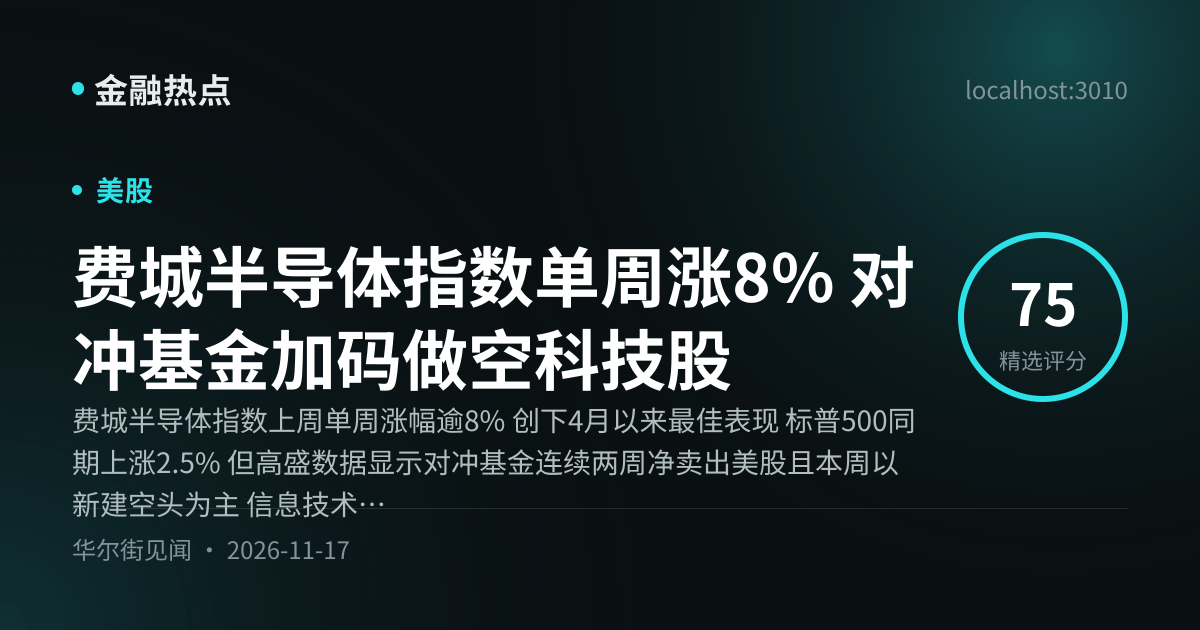 金融热点
localhost:3010
美股
费城半导体指数单周涨8% 对
冲基金加码做空科技股
75
精选评分
费城半导体指数上周单周涨幅逾8% 创下4月以来最佳表现 标普500同
期上涨2.5% 但高盛数据显示对冲基金连续两周净卖出美股且本周以
新建空头为主 信息技术…
华尔街见闻 · 2026-11-17